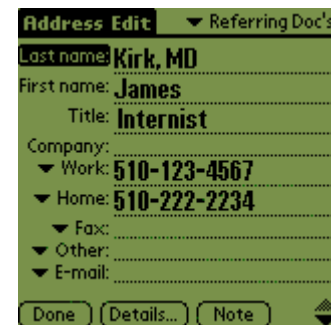 Address Edit ▼ Referring Doc's
Last name: Kirk, MD
First name: James
Title: Internist
Company:
▼ Work: 510-123-4567
▼ Home: 510-222-2234
▼ Fax:
▼ Other:
▼ E-mail:
Done Details... Note